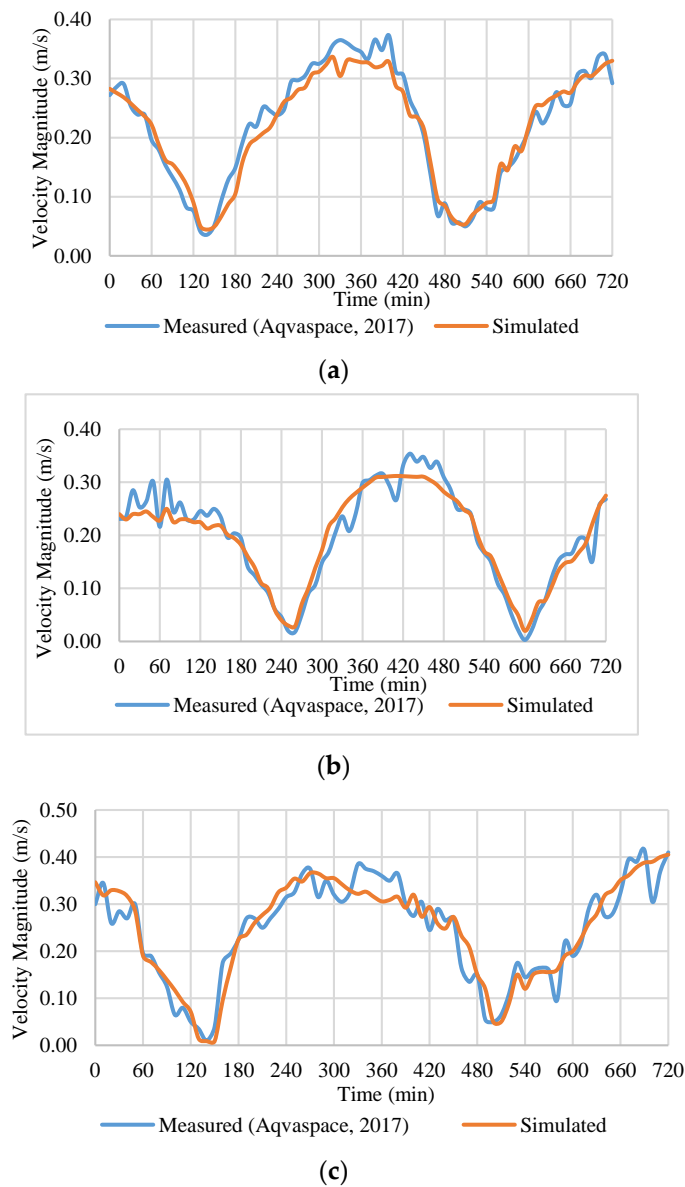 Velocity Magnitude (m/s)
0.40
0.30
0.20
0.10
0.00
0 60 120 180 240 300 360 420 480 540 600 660 720
Time (min)
Measured (Aqvaspace, 2017) Simulated
(a)
Velocity Magnitude (m/s)
0.40
0.30
0.20
0.10
0.00
0 60 120 180 240 300 360 420 480 540 600 660 720
Time (min)
Measured (Aqvaspace, 2017) Simulated
(b)
Velocity Magnitude (m/s)
0.50
0.40
0.30
0.20
0.10
0.00
0 60 120 180 240 300 360 420 480 540 600 660 720
Time (min)
Measured (Aqvaspace, 2017) Simulated
(c)